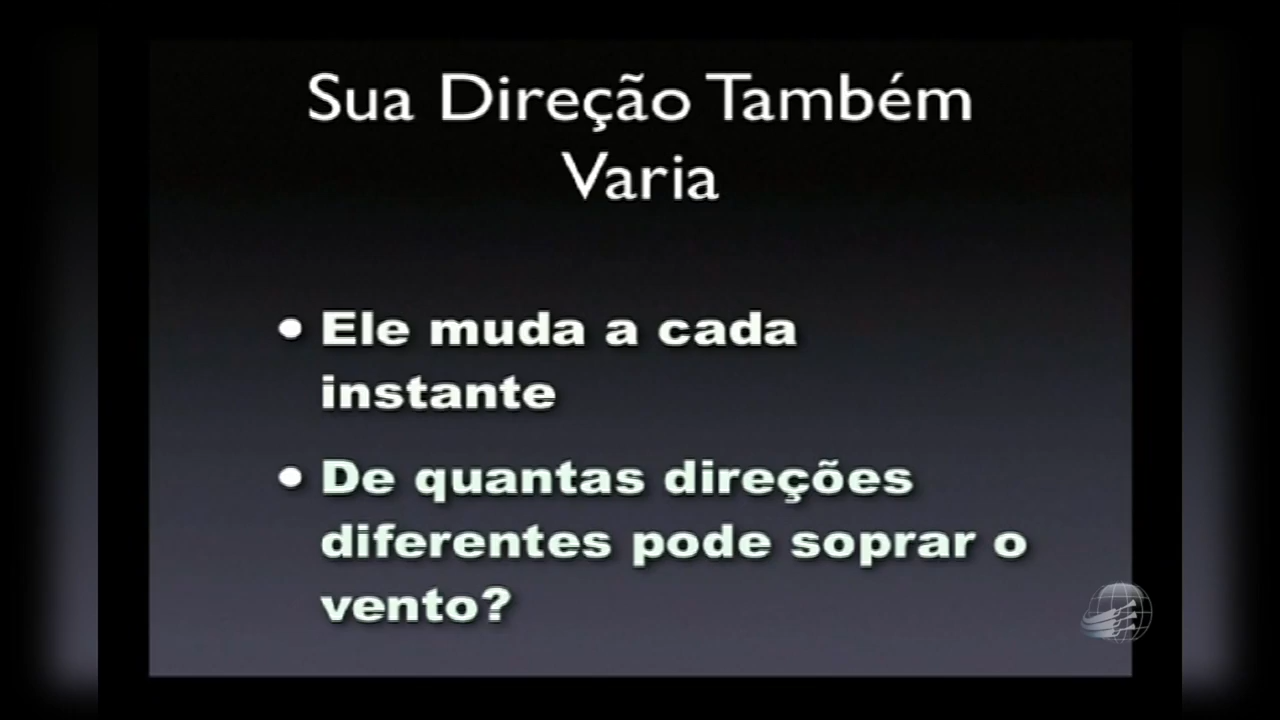 Sua Direção Também
Varia
• Ele muda a cada
instante
• De quantas direções
diferentes pode soprar o
vento?